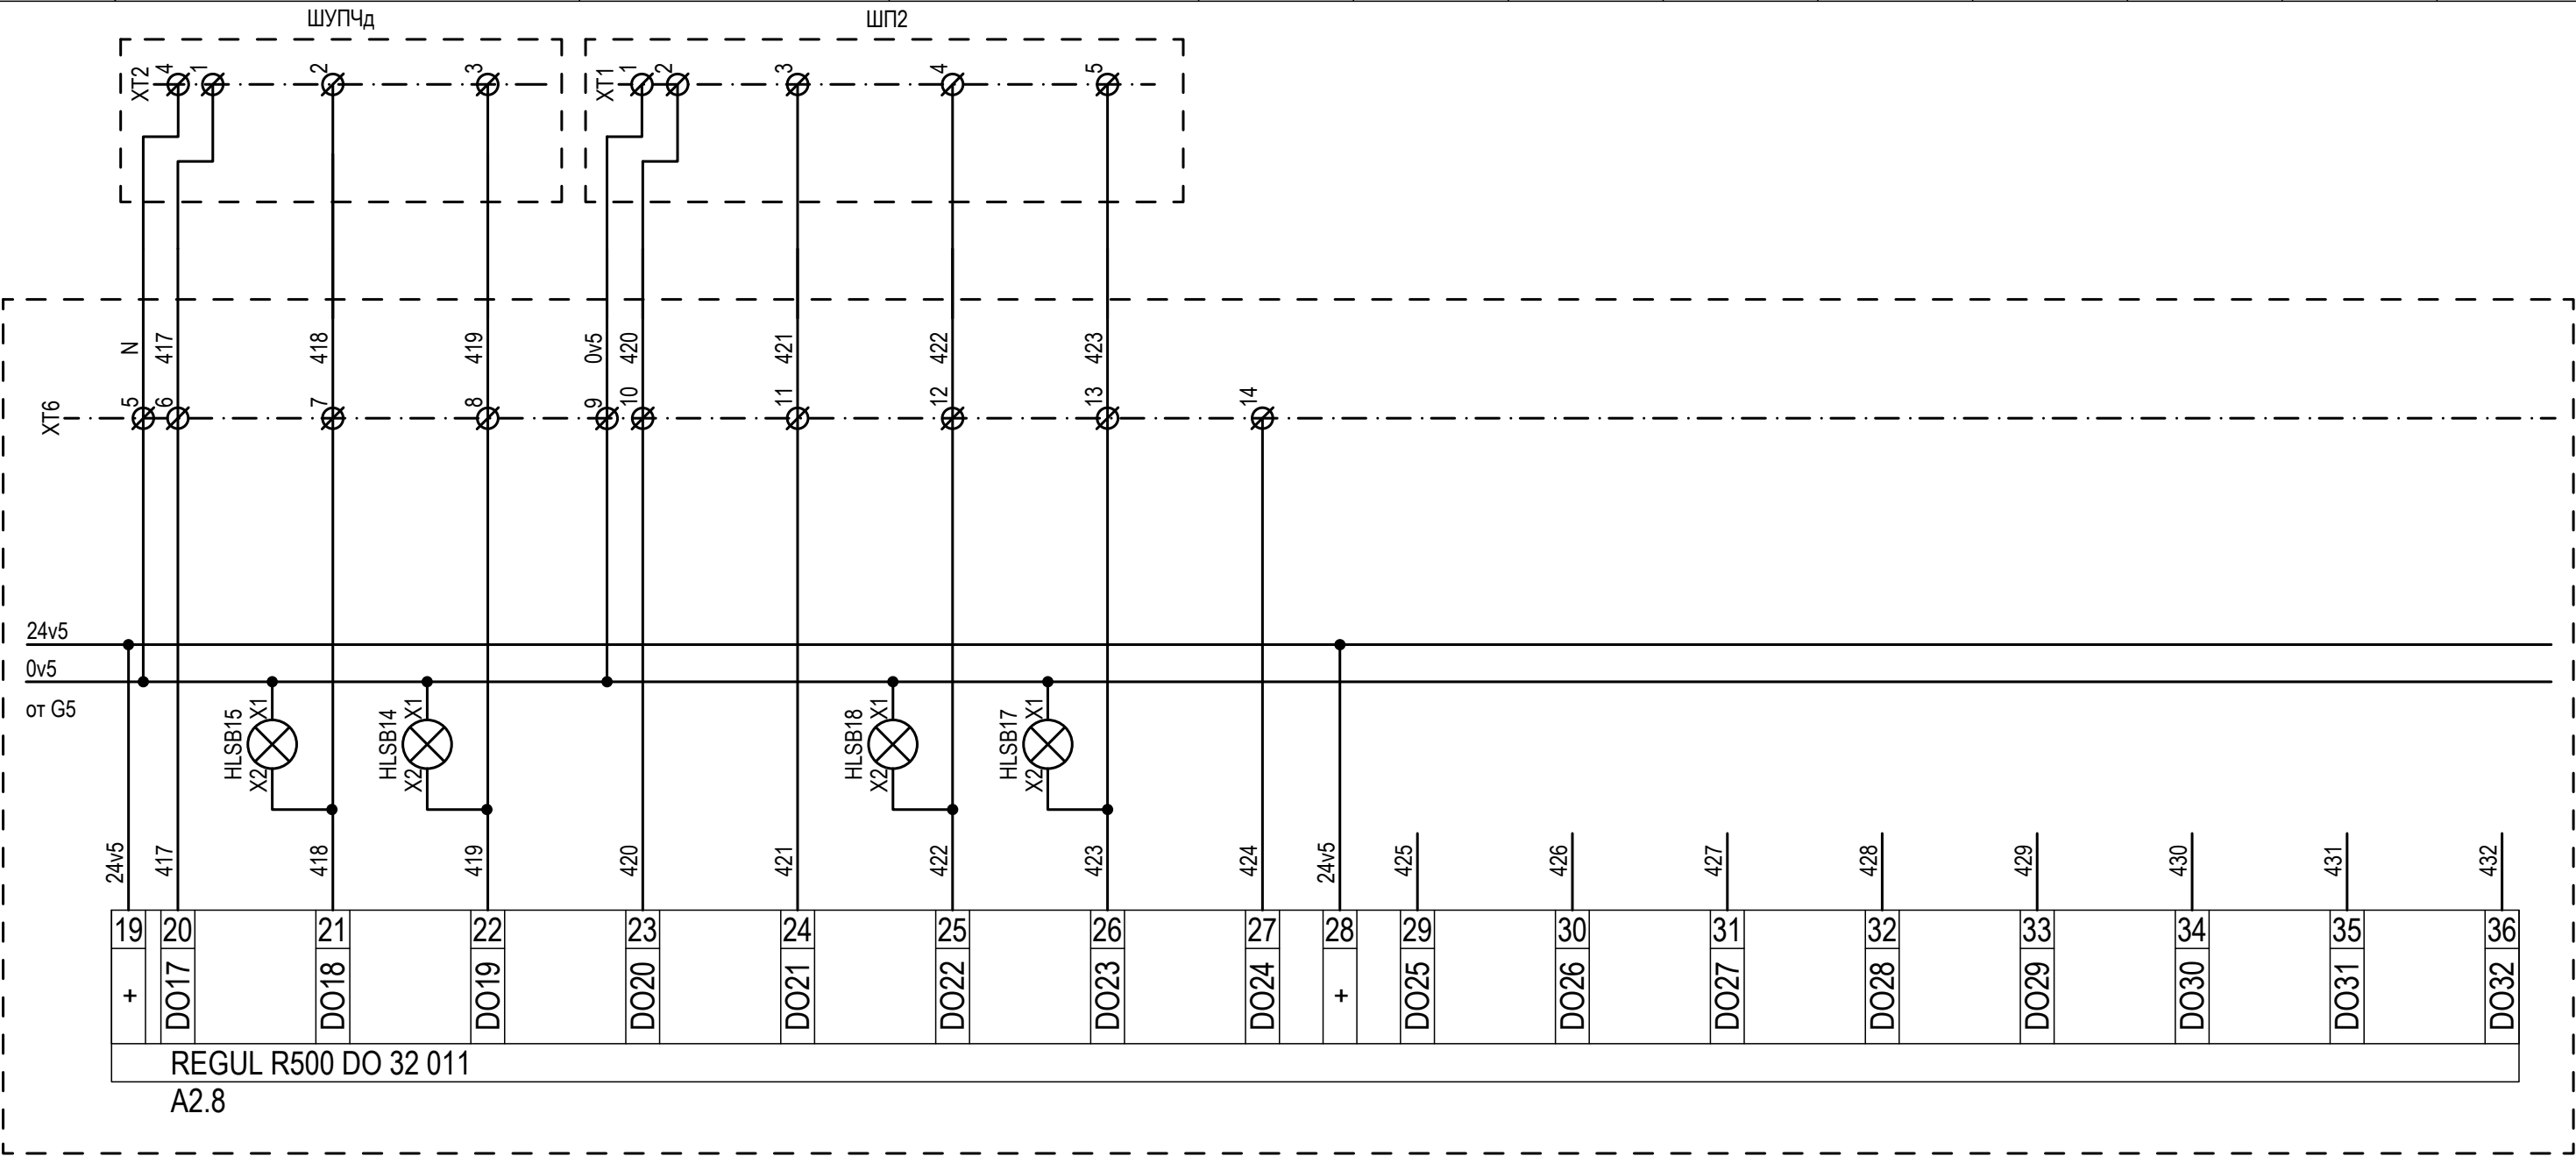 ШУПЧд ШП2
XT2 4 1 2 3 XT1 1 2 3 4 5
N 417 418 419 0v5 420 421 422 423
XT6 5 6 7 8 9 10 11 12 13 14
24v5
0v5
от G5
HLSB15 X1 X2 HLSB14 X1 X2 HLSB18 X1 X2 HLSB17 X1 X2
24v5 417 418 419 420 421 422 423 424 24v5 425 426 427 428 429 430 431 432
19 20 21 22 23 24 25 26 27 28 29 30 31 32 33 34 35 36
+ DO17 DO18 DO19 DO20 DO21 DO22 DO23 DO24 + DO25 DO26 DO27 DO28 DO29 DO30 DO31 DO32
REGUL R500 DO 32 011
A2.8